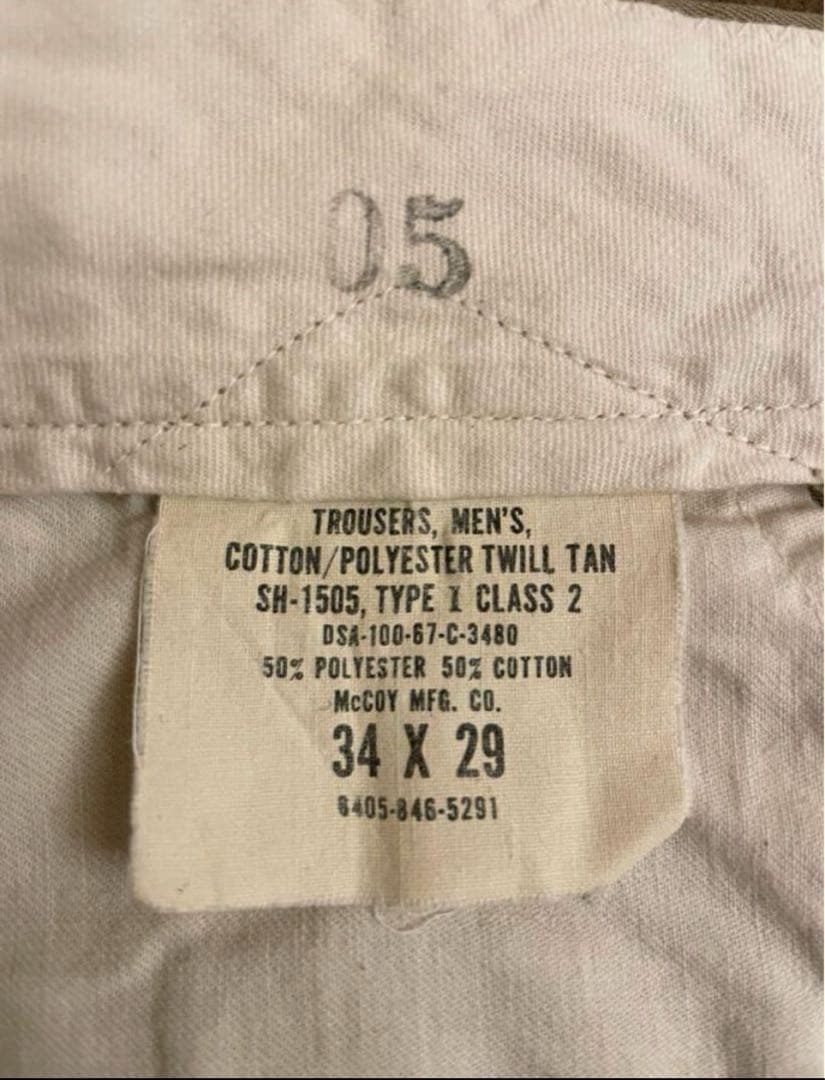 05
TROUSERS, MEN'S,
COTTON/POLYESTER TWILL TAN
SH-1505, TYPE I CLASS 2
DSA-100-67-C-3480
50% POLYESTER 50% COTTON
McCOY MFG. CO.
34 X 29
8405-846-5291